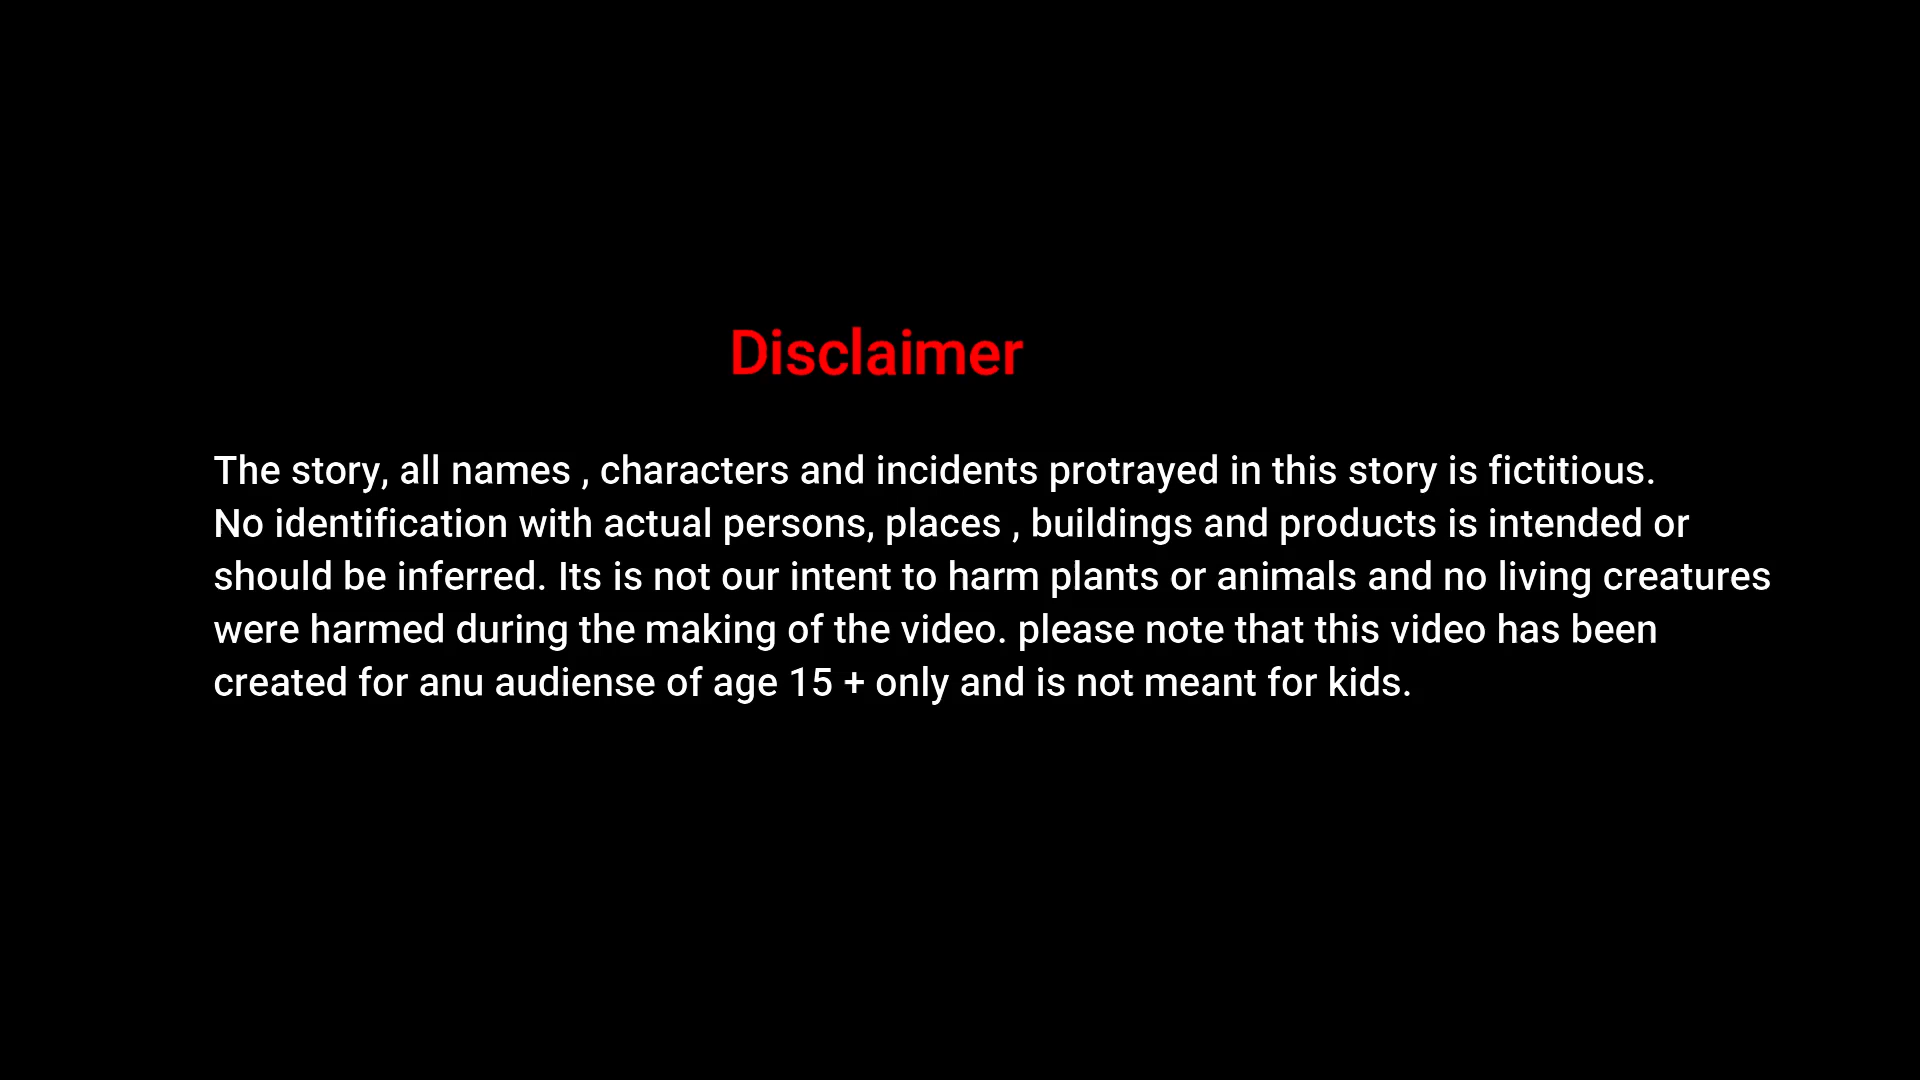 Disclaimer
The story, all names , characters and incidents protrayed in this story is fictitious.
No identification with actual persons, places , buildings and products is intended or
should be inferred. Its is not our intent to harm plants or animals and no living creatures
were harmed during the making of the video. please note that this video has been
created for anu audiense of age 15 + only and is not meant for kids.